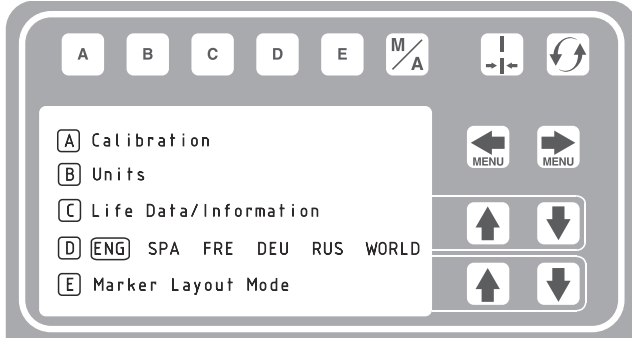 A B C D E M/A
MENU MENU
A Calibration
B Units
C Life Data/Information
D ENG SPA FRE DEU RUS WORLD
E Marker Layout Mode